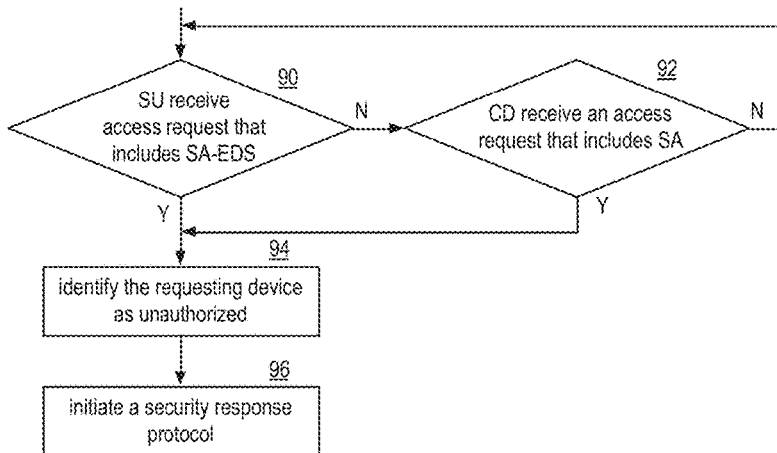 90
SU receive
access request that
includes SA-EDS
N
Y
92
CD receive an access
request that includes SA
N
Y
94
identify the requesting device
as unauthorized
96
initiate a security response
protocol